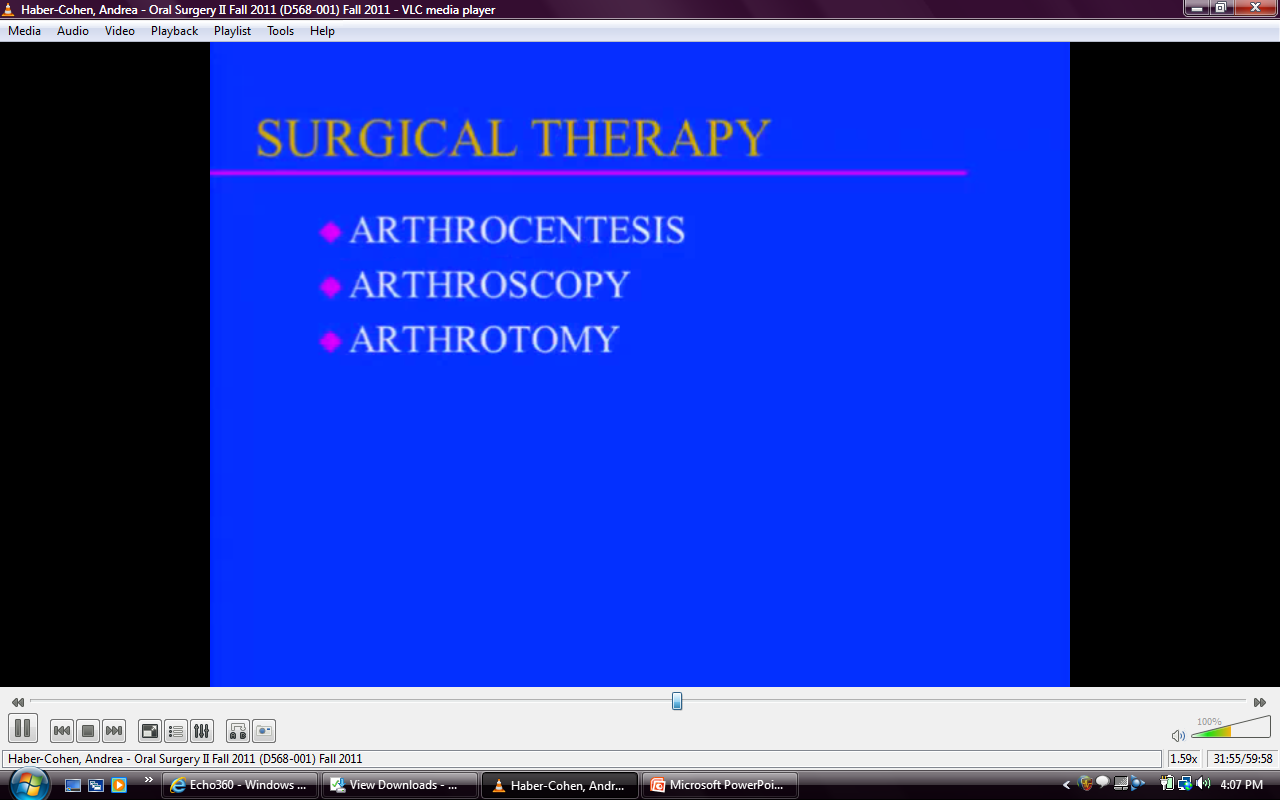 Haber-Cohen, Andrea - Oral Surgery II Fall 2011 (D568-001) Fall 2011 - VLC media player
Media Audio Video Playback Playlist Tools Help
SURGICAL THERAPY
ARTHROCENTESIS
ARTHROSCOPY
ARTHROTOMY
100%
Haber-Cohen, Andrea - Oral Surgery II Fall 2011 (D568-001) Fall 2011 1.59x 31:55/59:58
Echo360 - Windows ... View Downloads - ... Haber-Cohen, Andr... Microsoft PowerPoi... 4:07 PM